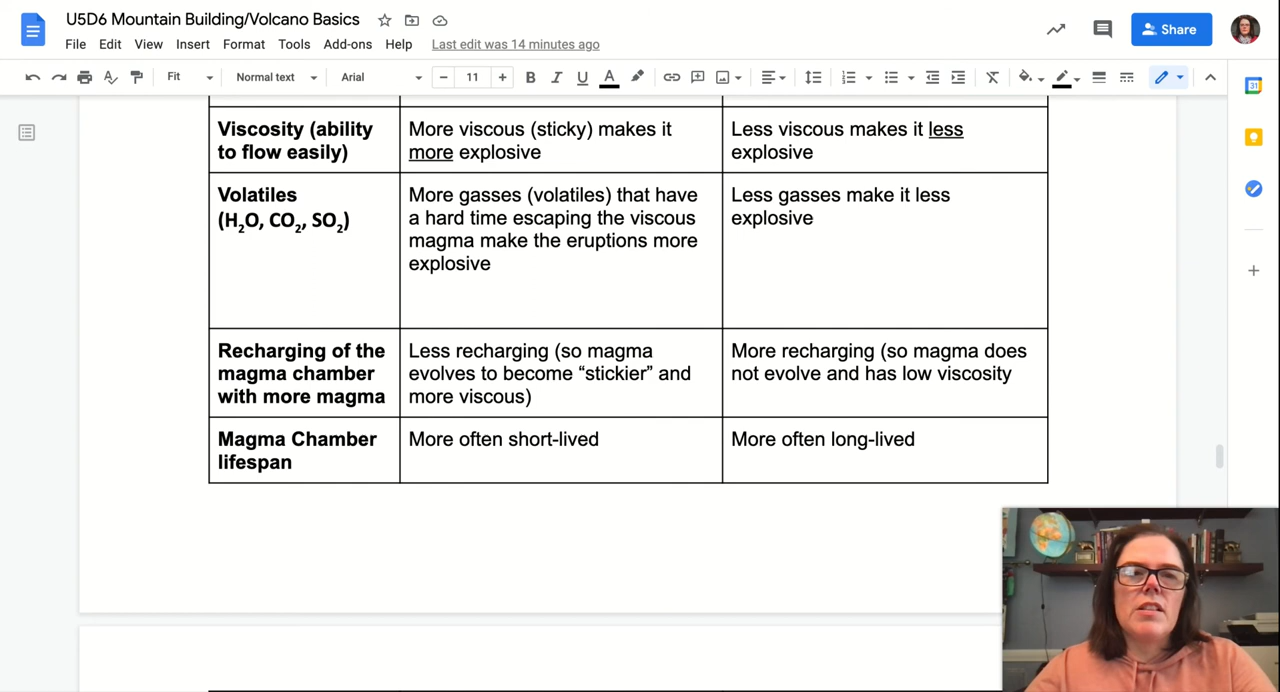 U5D6 Mountain Building/Volcano Basics
File Edit View Insert Format Tools Add-ons Help Last edit was 14 minutes ago
Share
Fit Normal text Arial 11 B I U A
31
Viscosity (ability
to flow easily)
More viscous (sticky) makes it
more explosive
Less viscous makes it less
explosive
Volatiles
(H₂O, CO₂, SO₂)
More gasses (volatiles) that have
a hard time escaping the viscous
magma make the eruptions more
explosive
Less gasses make it less
explosive
Recharging of the
magma chamber
with more magma
Less recharging (so magma
evolves to become “stickier” and
more viscous)
More recharging (so magma does
not evolve and has low viscosity
Magma Chamber
lifespan
More often short-lived
More often long-lived